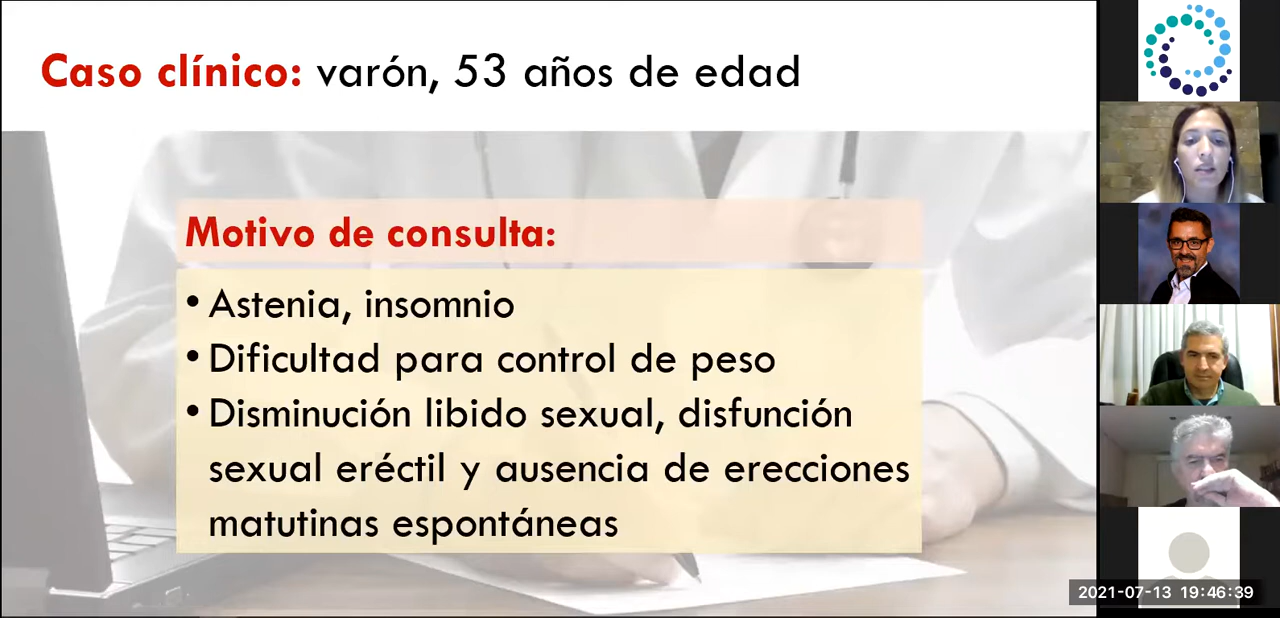 Caso clínico: varón, 53 años de edad
Motivo de consulta:
• Astenia, insomnio
• Dificultad para control de peso
• Disminución libido sexual, disfunción
sexual eréctil y ausencia de erecciones
matutinas espontáneas
2021-07-13 19:46:39